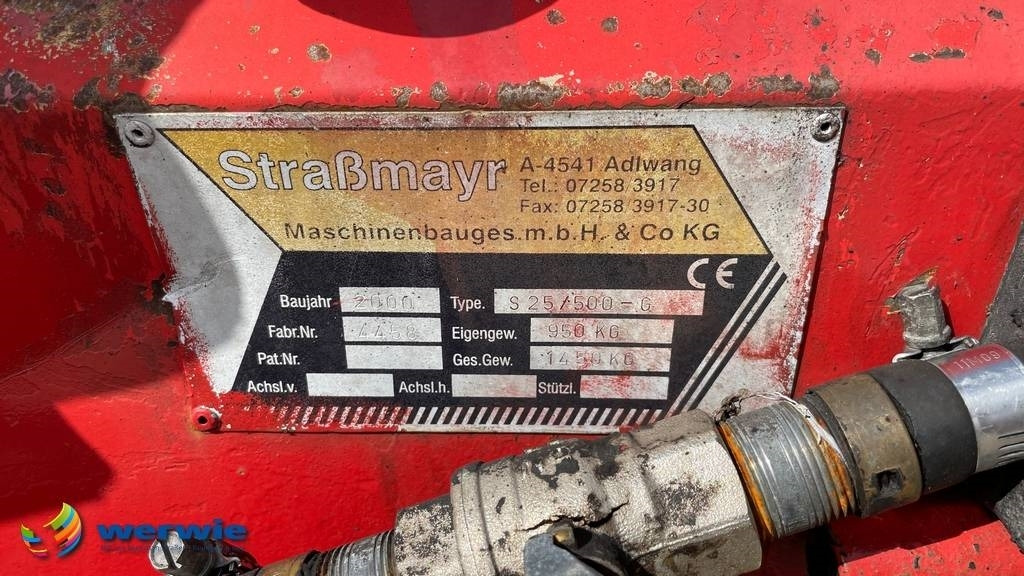 Straßmayr
A-4541 Adlwang
Tel.: 07258/3917
Fax: 07258/3917-30
Maschinenbauges.m.b.H. & Co KG
CE
Baujahr 2000 Type. S 25/500-G
Fabr.Nr. 4458 Eigengew. 950 KG
Pat.Nr. Ges.Gew. 1450 KG
Achsl.v. Achsl.h. Stützl.
werwie